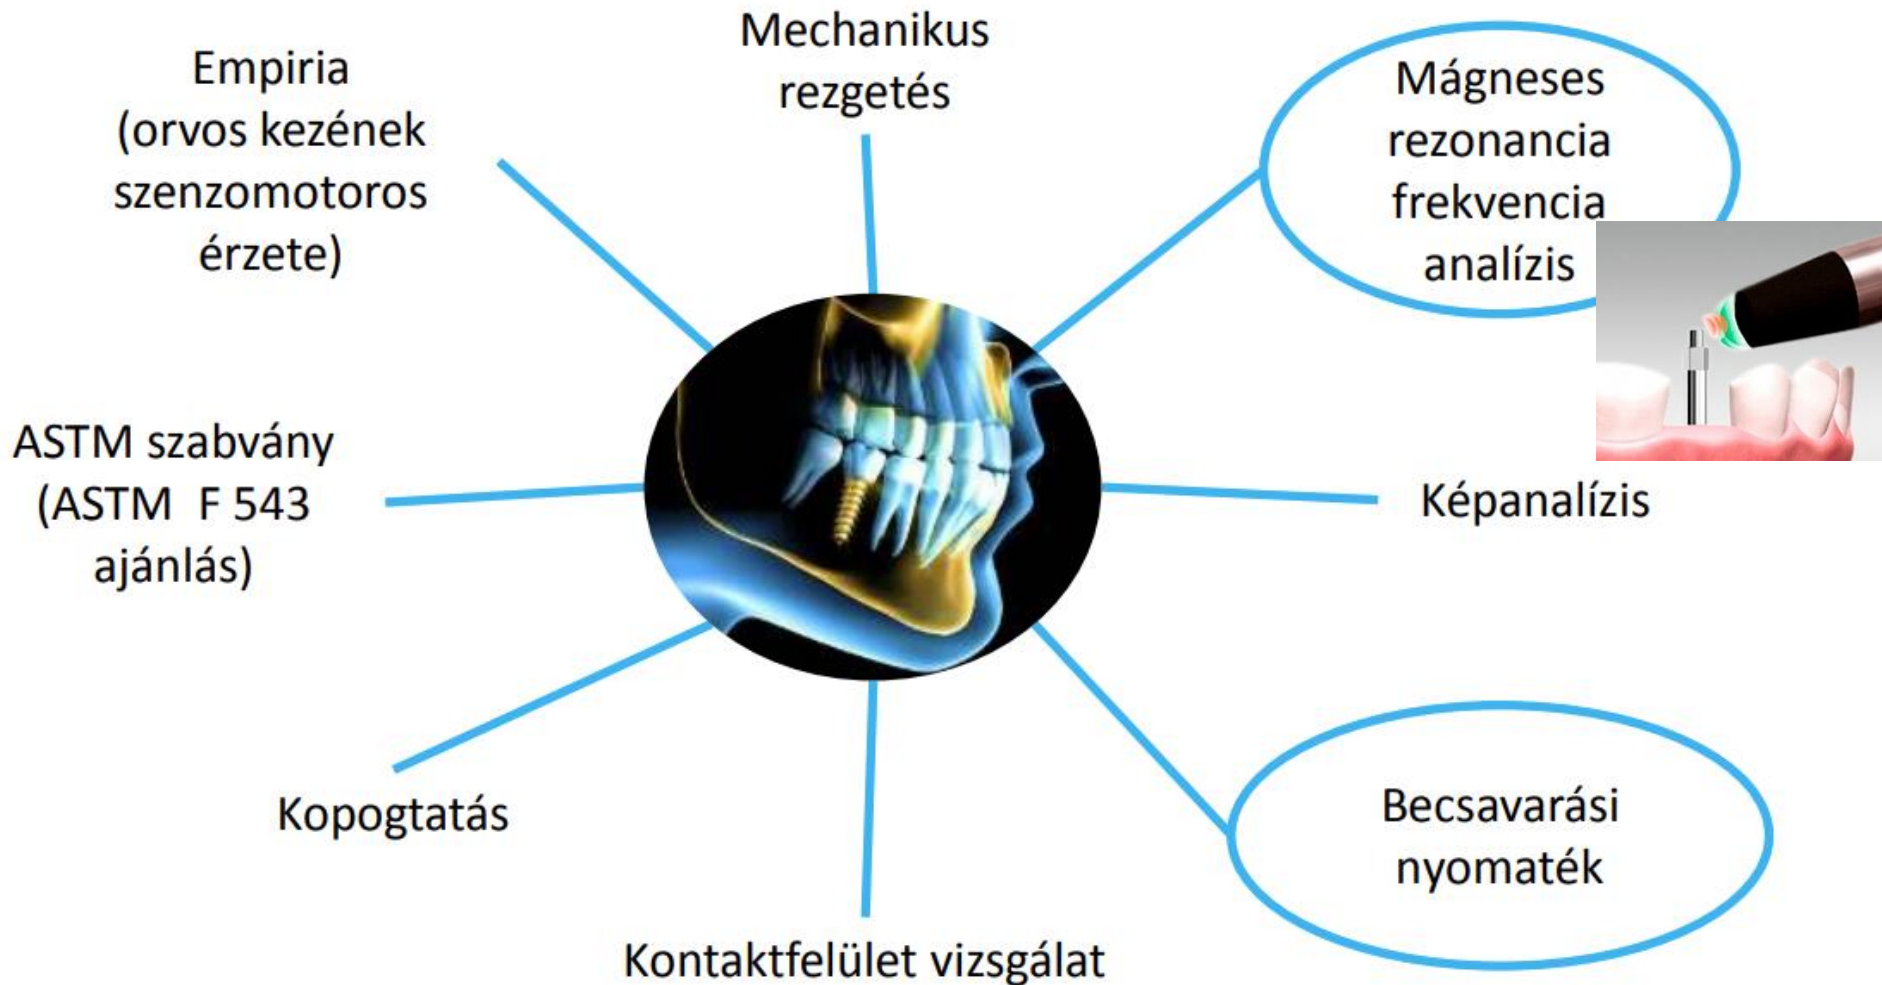 Mechanikus
rezgetés
Empiria
(orvos kezének
szenzomotoros
érzete)
Mágneses
rezonancia
frekvencia
analízis
ASTM szabvány
(ASTM  F 543
ajánlás)
Képanalízis
Kopogtatás
Becsavarási
nyomaték
Kontaktfelület vizsgálat